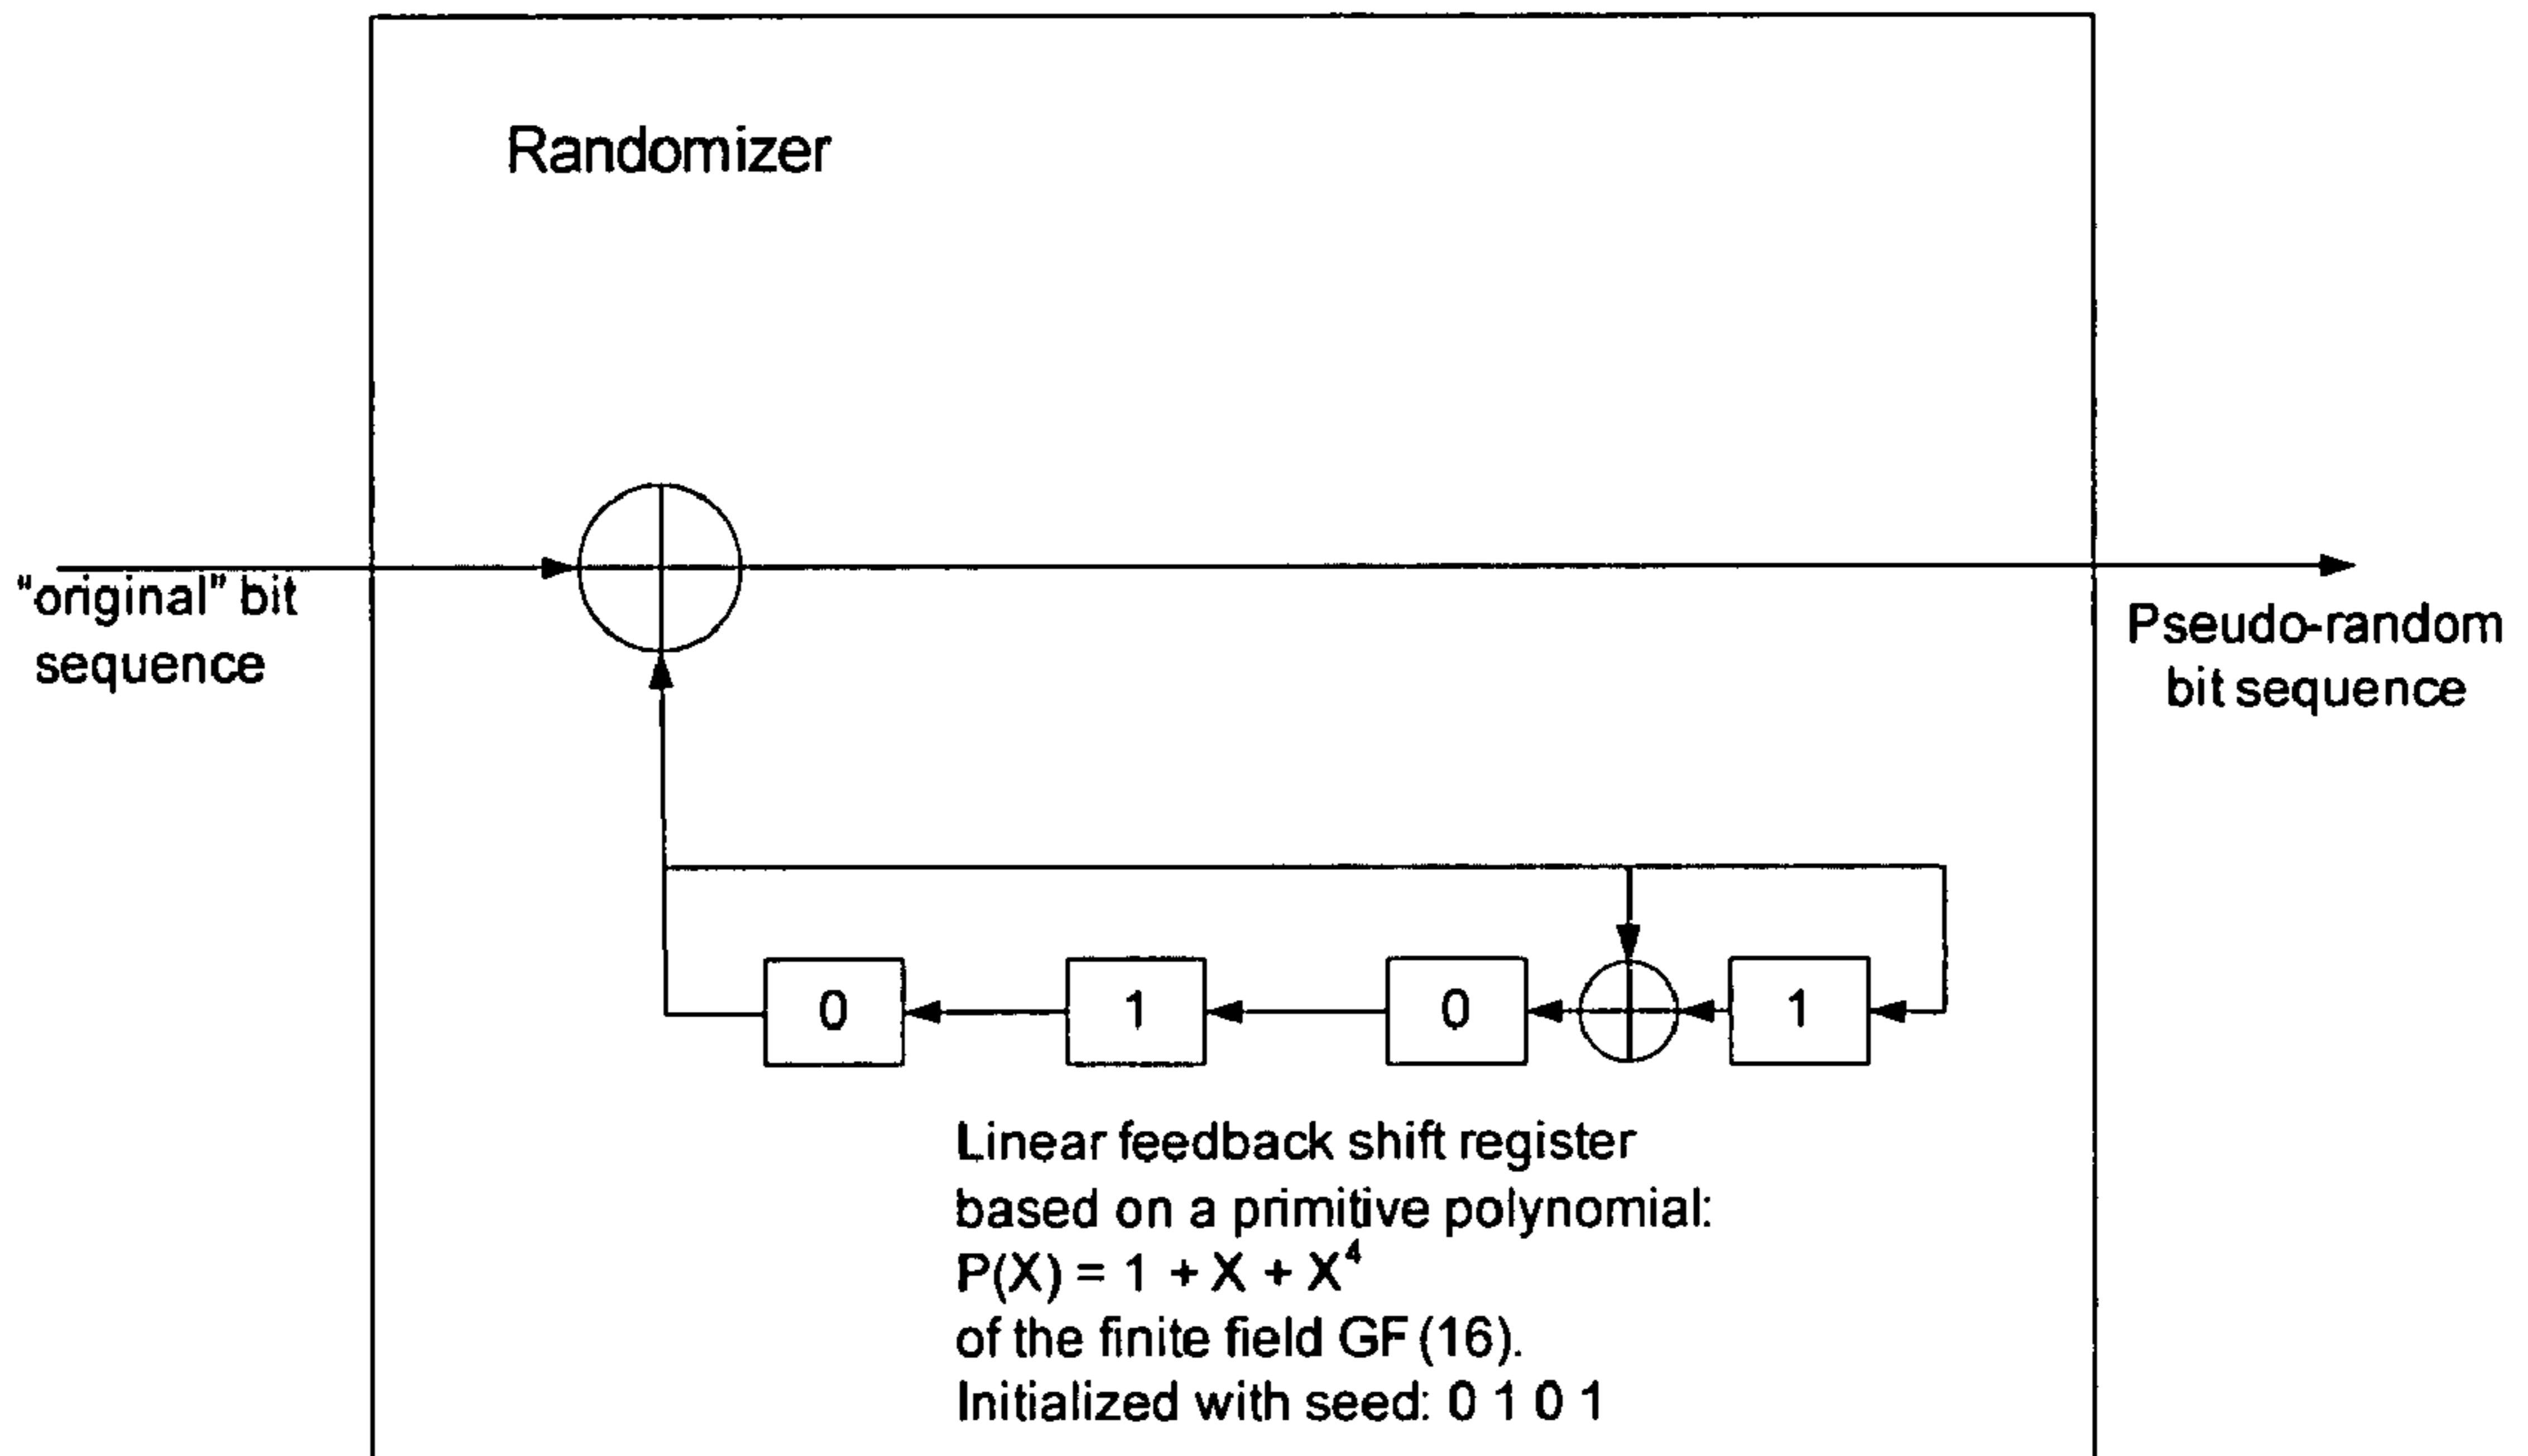 Randomizer
"original" bit
sequence
Pseudo-random
bit sequence
0 1 0 1
Linear feedback shift register
based on a primitive polynomial:
P(X) = 1 + X + X⁴
of the finite field GF (16).
Initialized with seed: 0 1 0 1